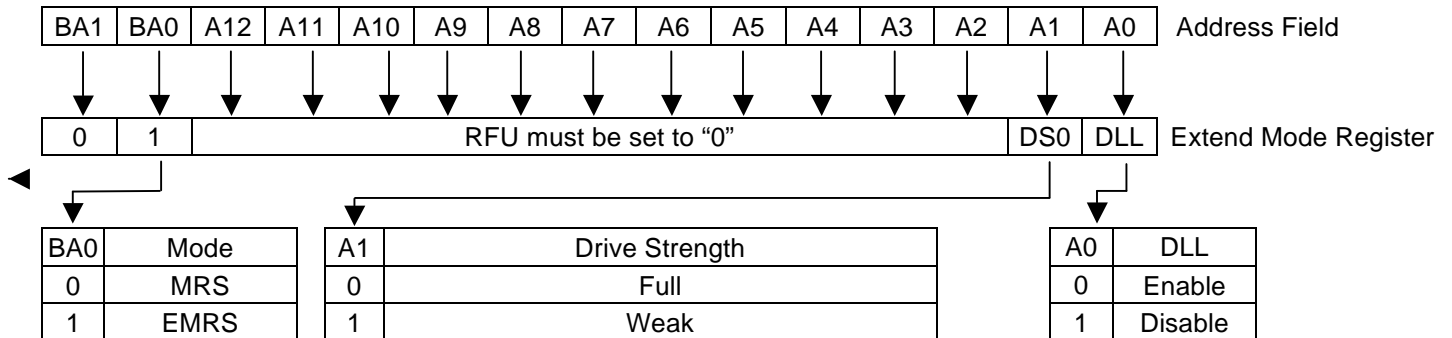 BA1 BA0 A12 A11 A10 A9 A8 A7 A6 A5 A4 A3 A2 A1 A0 Address Field
0 1 RFU must be set to “0” DS0 DLL Extend Mode Register
BA0 Mode A1 Drive Strength A0 DLL
0 MRS 0 Full 0 Enable
1 EMRS 1 Weak 1 Disable